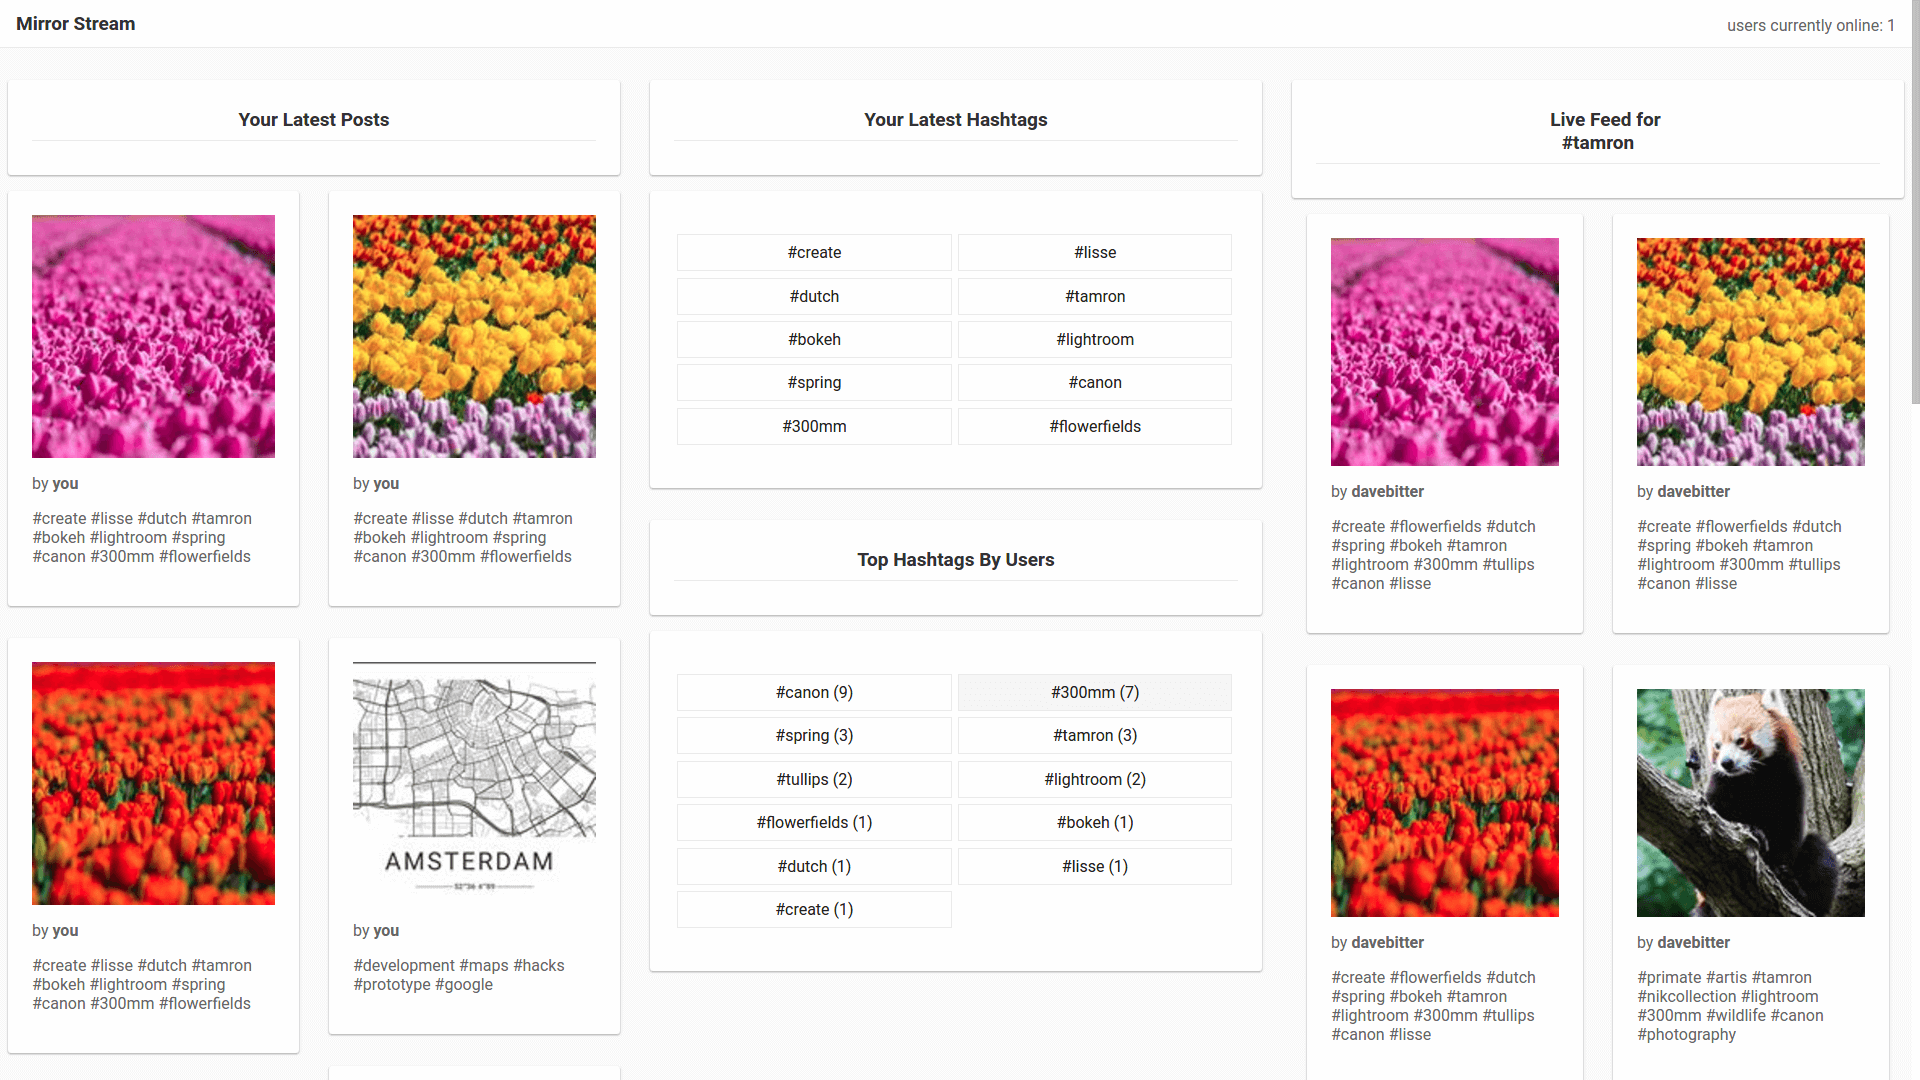 Mirror Stream
users currently online: 1
Your Latest Posts
by you
#create #lisse #dutch #tamron
#bokeh #lightroom #spring
#canon #300mm #flowerfields
by you
#create #lisse #dutch #tamron
#bokeh #lightroom #spring
#canon #300mm #flowerfields
by you
#create #lisse #dutch #tamron
#bokeh #lightroom #spring
#canon #300mm #flowerfields
AMSTERDAM
by you
#development #maps #hacks
#prototype #google
Your Latest Hashtags
#create
#lisse
#dutch
#tamron
#bokeh
#lightroom
#spring
#canon
#300mm
#flowerfields
Top Hashtags By Users
#canon (9)
#300mm (7)
#spring (3)
#tamron (3)
#tullips (2)
#lightroom (2)
#flowerfields (1)
#bokeh (1)
#dutch (1)
#lisse (1)
#create (1)
Live Feed for
#tamron
by davebitter
#create #flowerfields #dutch
#spring #bokeh #tamron
#lightroom #300mm #tullips
#canon #lisse
by davebitter
#create #flowerfields #dutch
#spring #bokeh #tamron
#lightroom #300mm #tullips
#canon #lisse
by davebitter
#create #flowerfields #dutch
#spring #bokeh #tamron
#lightroom #300mm #tullips
#canon #lisse
by davebitter
#primate #artis #tamron
#nikcollection #lightroom
#300mm #wildlife #canon
#photography